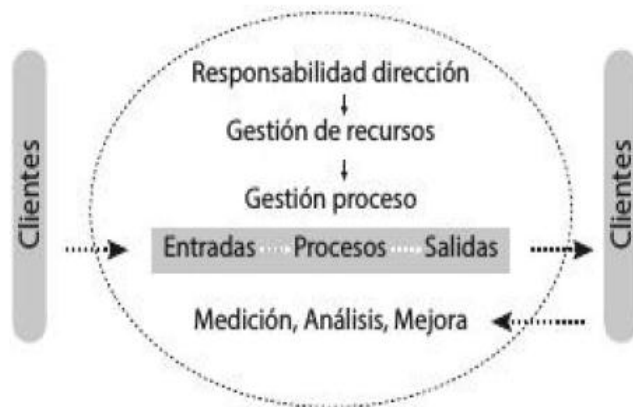 Clientes
Responsabilidad dirección
Gestión de recursos
Gestión proceso
Entradas Procesos Salidas
Medición, Análisis, Mejora
Clientes